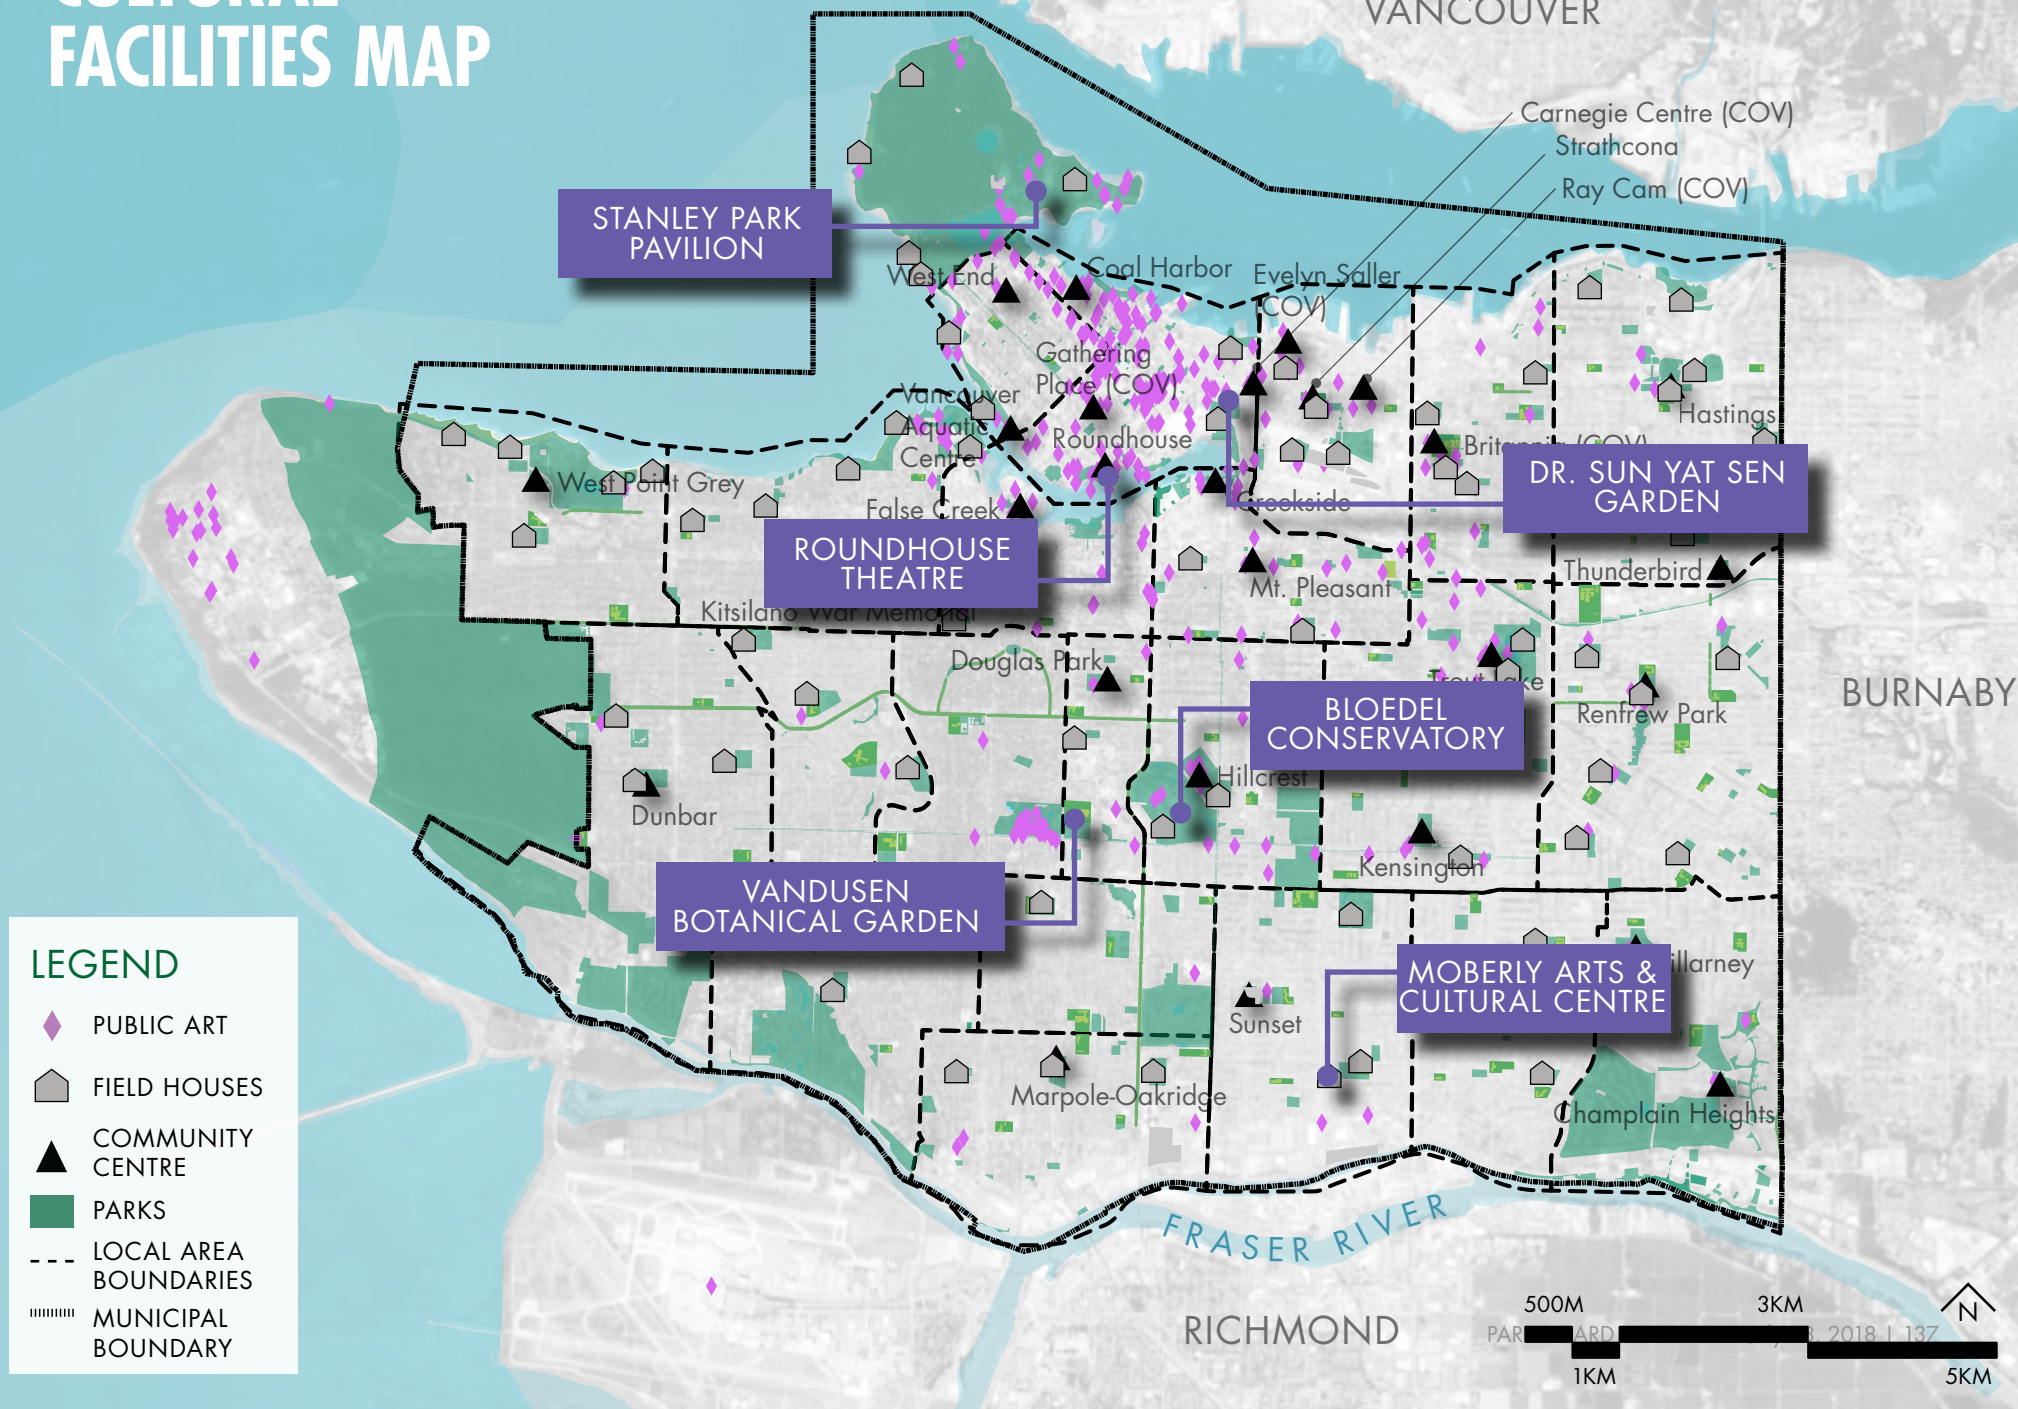 CULTURAL
FACILITIES MAP
VANCOUVER
Carnegie Centre (COV)
Strathcona
Ray Cam (COV)
STANLEY PARK
PAVILION
West End
Coal Harbor
Evelyn Saller
(COV)
Gathering
Place (COV)
Vancouver
Aquatic
Centre
Roundhouse
Hastings
Britannia (COV)
DR. SUN YAT SEN
GARDEN
West Point Grey
False Creek
Creekside
ROUNDHOUSE
THEATRE
Thunderbird
Mt. Pleasant
Kitsilano War Memorial
Douglas Park
Trout Lake
BURNABY
BLOEDEL
CONSERVATORY
Renfrew Park
Hillcrest
Dunbar
Kensington
VANDUSEN
BOTANICAL GARDEN
MOBERLY ARTS &
CULTURAL CENTRE
illarney
Sunset
Marpole-Oakridge
Champlain Heights
LEGEND
PUBLIC ART
FIELD HOUSES
COMMUNITY
CENTRE
PARKS
LOCAL AREA
BOUNDARIES
MUNICIPAL
BOUNDARY
FRASER RIVER
RICHMOND
500M 3KM
N
2018 | 137
1KM 5KM